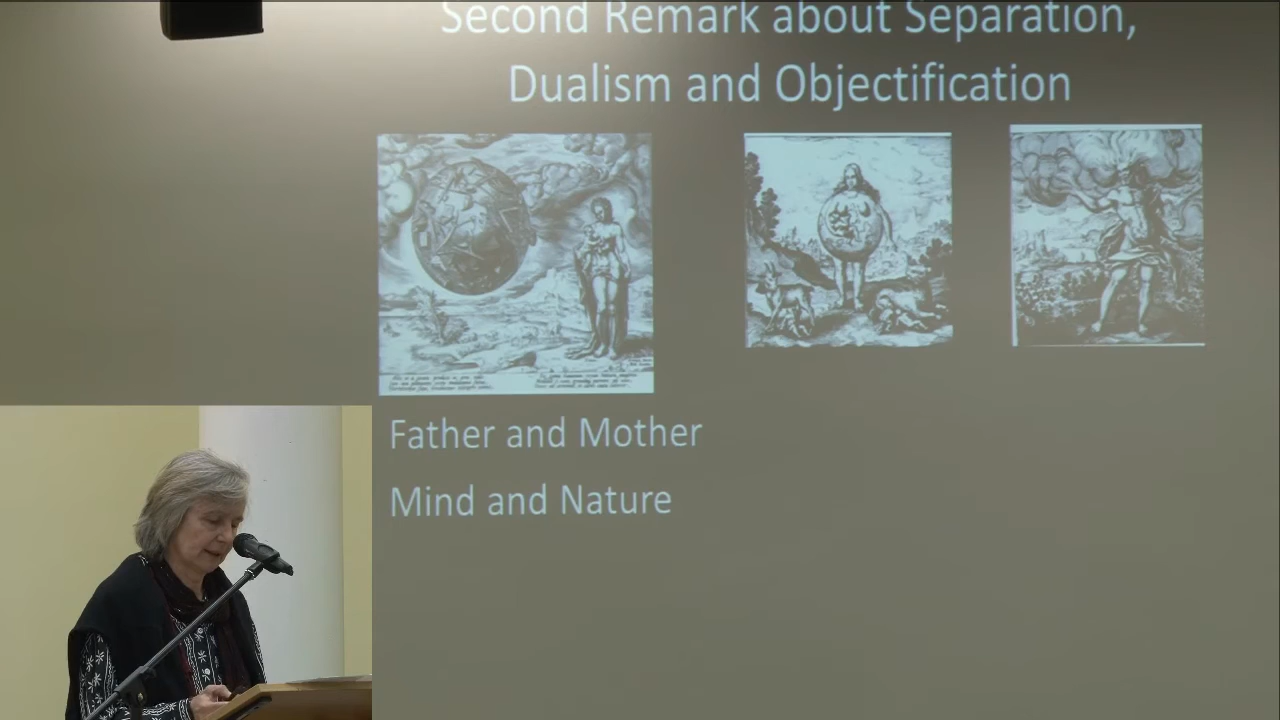 Second Remark about Separation,
Dualism and Objectification
Father and Mother
Mind and Nature